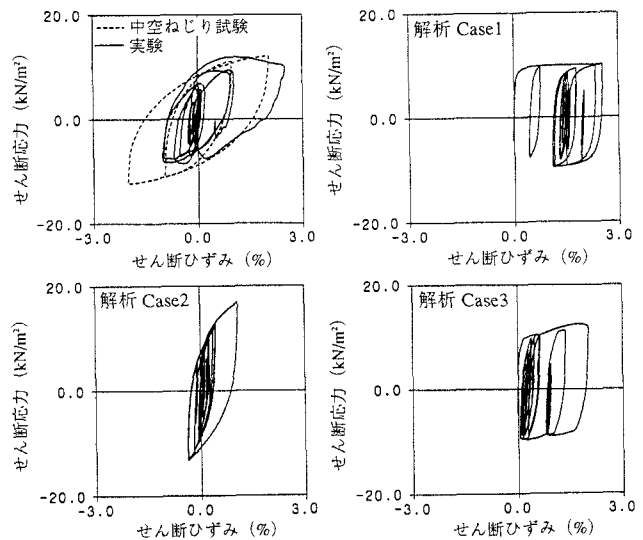 20.0
中空ねじり試験
実験
0.0
-20.0
-3.0
0.0
3.0
せん断応力 (kN/m²)
せん断ひずみ (%)
20.0
解析 Case1
0.0
-20.0
-3.0
0.0
3.0
せん断応力 (kN/m²)
せん断ひずみ (%)
20.0
解析 Case2
0.0
-20.0
-3.0
0.0
3.0
せん断応力 (kN/m²)
せん断ひずみ (%)
20.0
解析 Case3
0.0
-20.0
-3.0
0.0
3.0
せん断応力 (kN/m²)
せん断ひずみ (%)